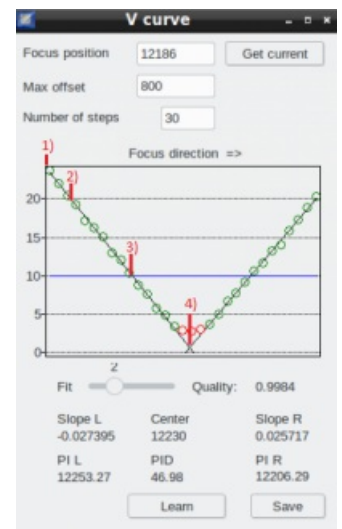 V curve
Focus position 12186 Get current
Max offset 800
Number of steps 30
1) Focus direction =>
2)
20
15
3)
10
4)
5
0
2
Fit Quality: 0.9984
Slope L Center Slope R
-0.027395 12230 0.025717
PI L PID PI R
12253.27 46.98 12206.29
Learn Save